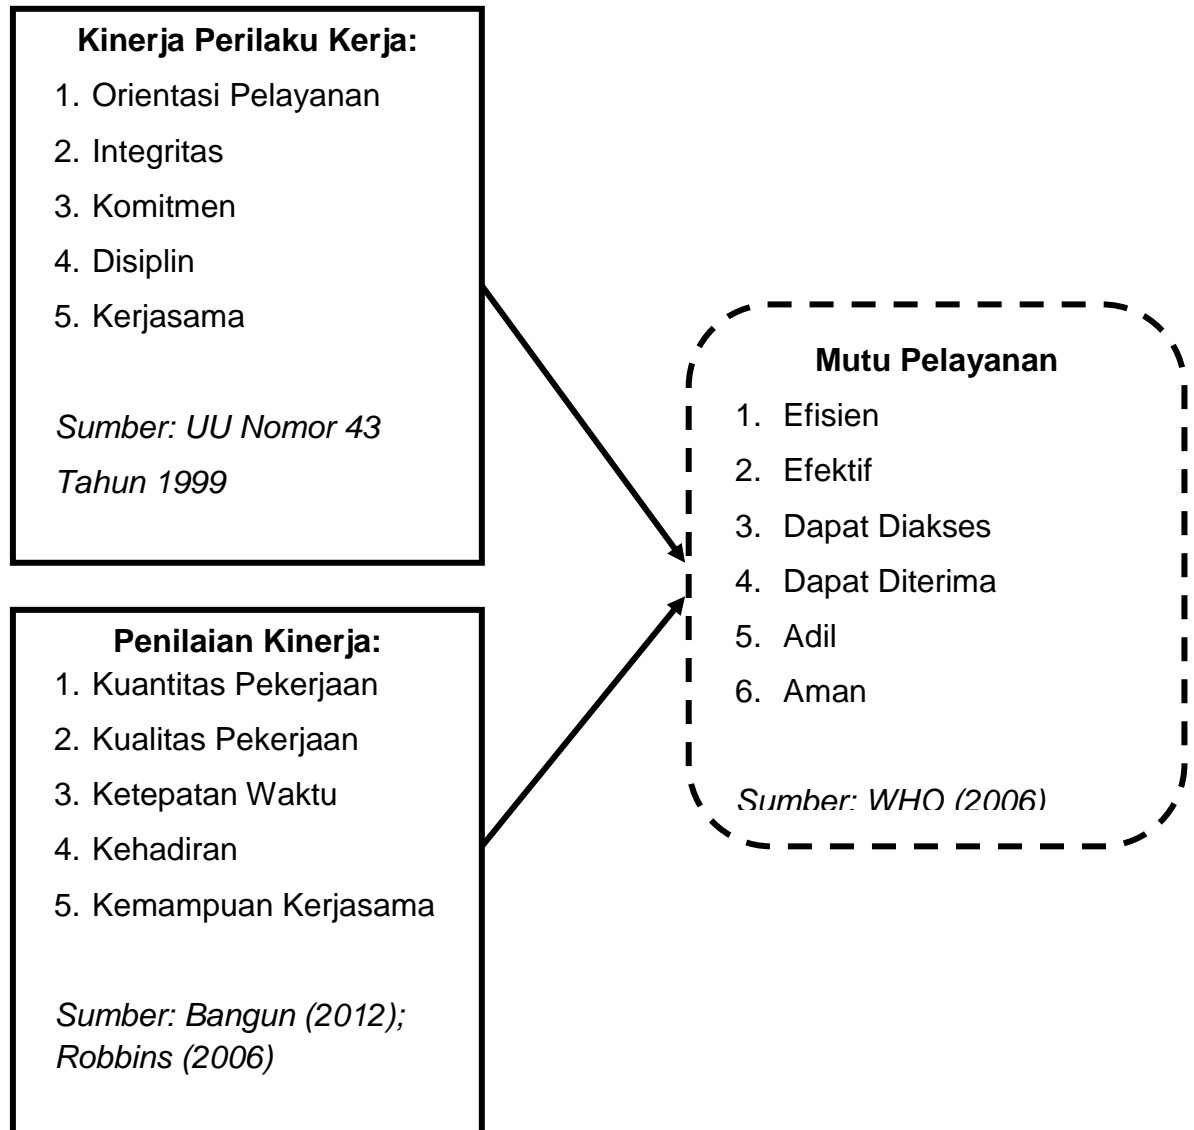 Kinerja Perilaku Kerja:
1. Orientasi Pelayanan
2. Integritas
3. Komitmen
4. Disiplin
5. Kerjasama
Sumber: UU Nomor 43
Tahun 1999
Penilaian Kinerja:
1. Kuantitas Pekerjaan
2. Kualitas Pekerjaan
3. Ketepatan Waktu
4. Kehadiran
5. Kemampuan Kerjasama
Sumber: Bangun (2012);
Robbins (2006)
Mutu Pelayanan
1. Efisien
2. Efektif
3. Dapat Diakses
4. Dapat Diterima
5. Adil
6. Aman
Sumber: WHO (2006)